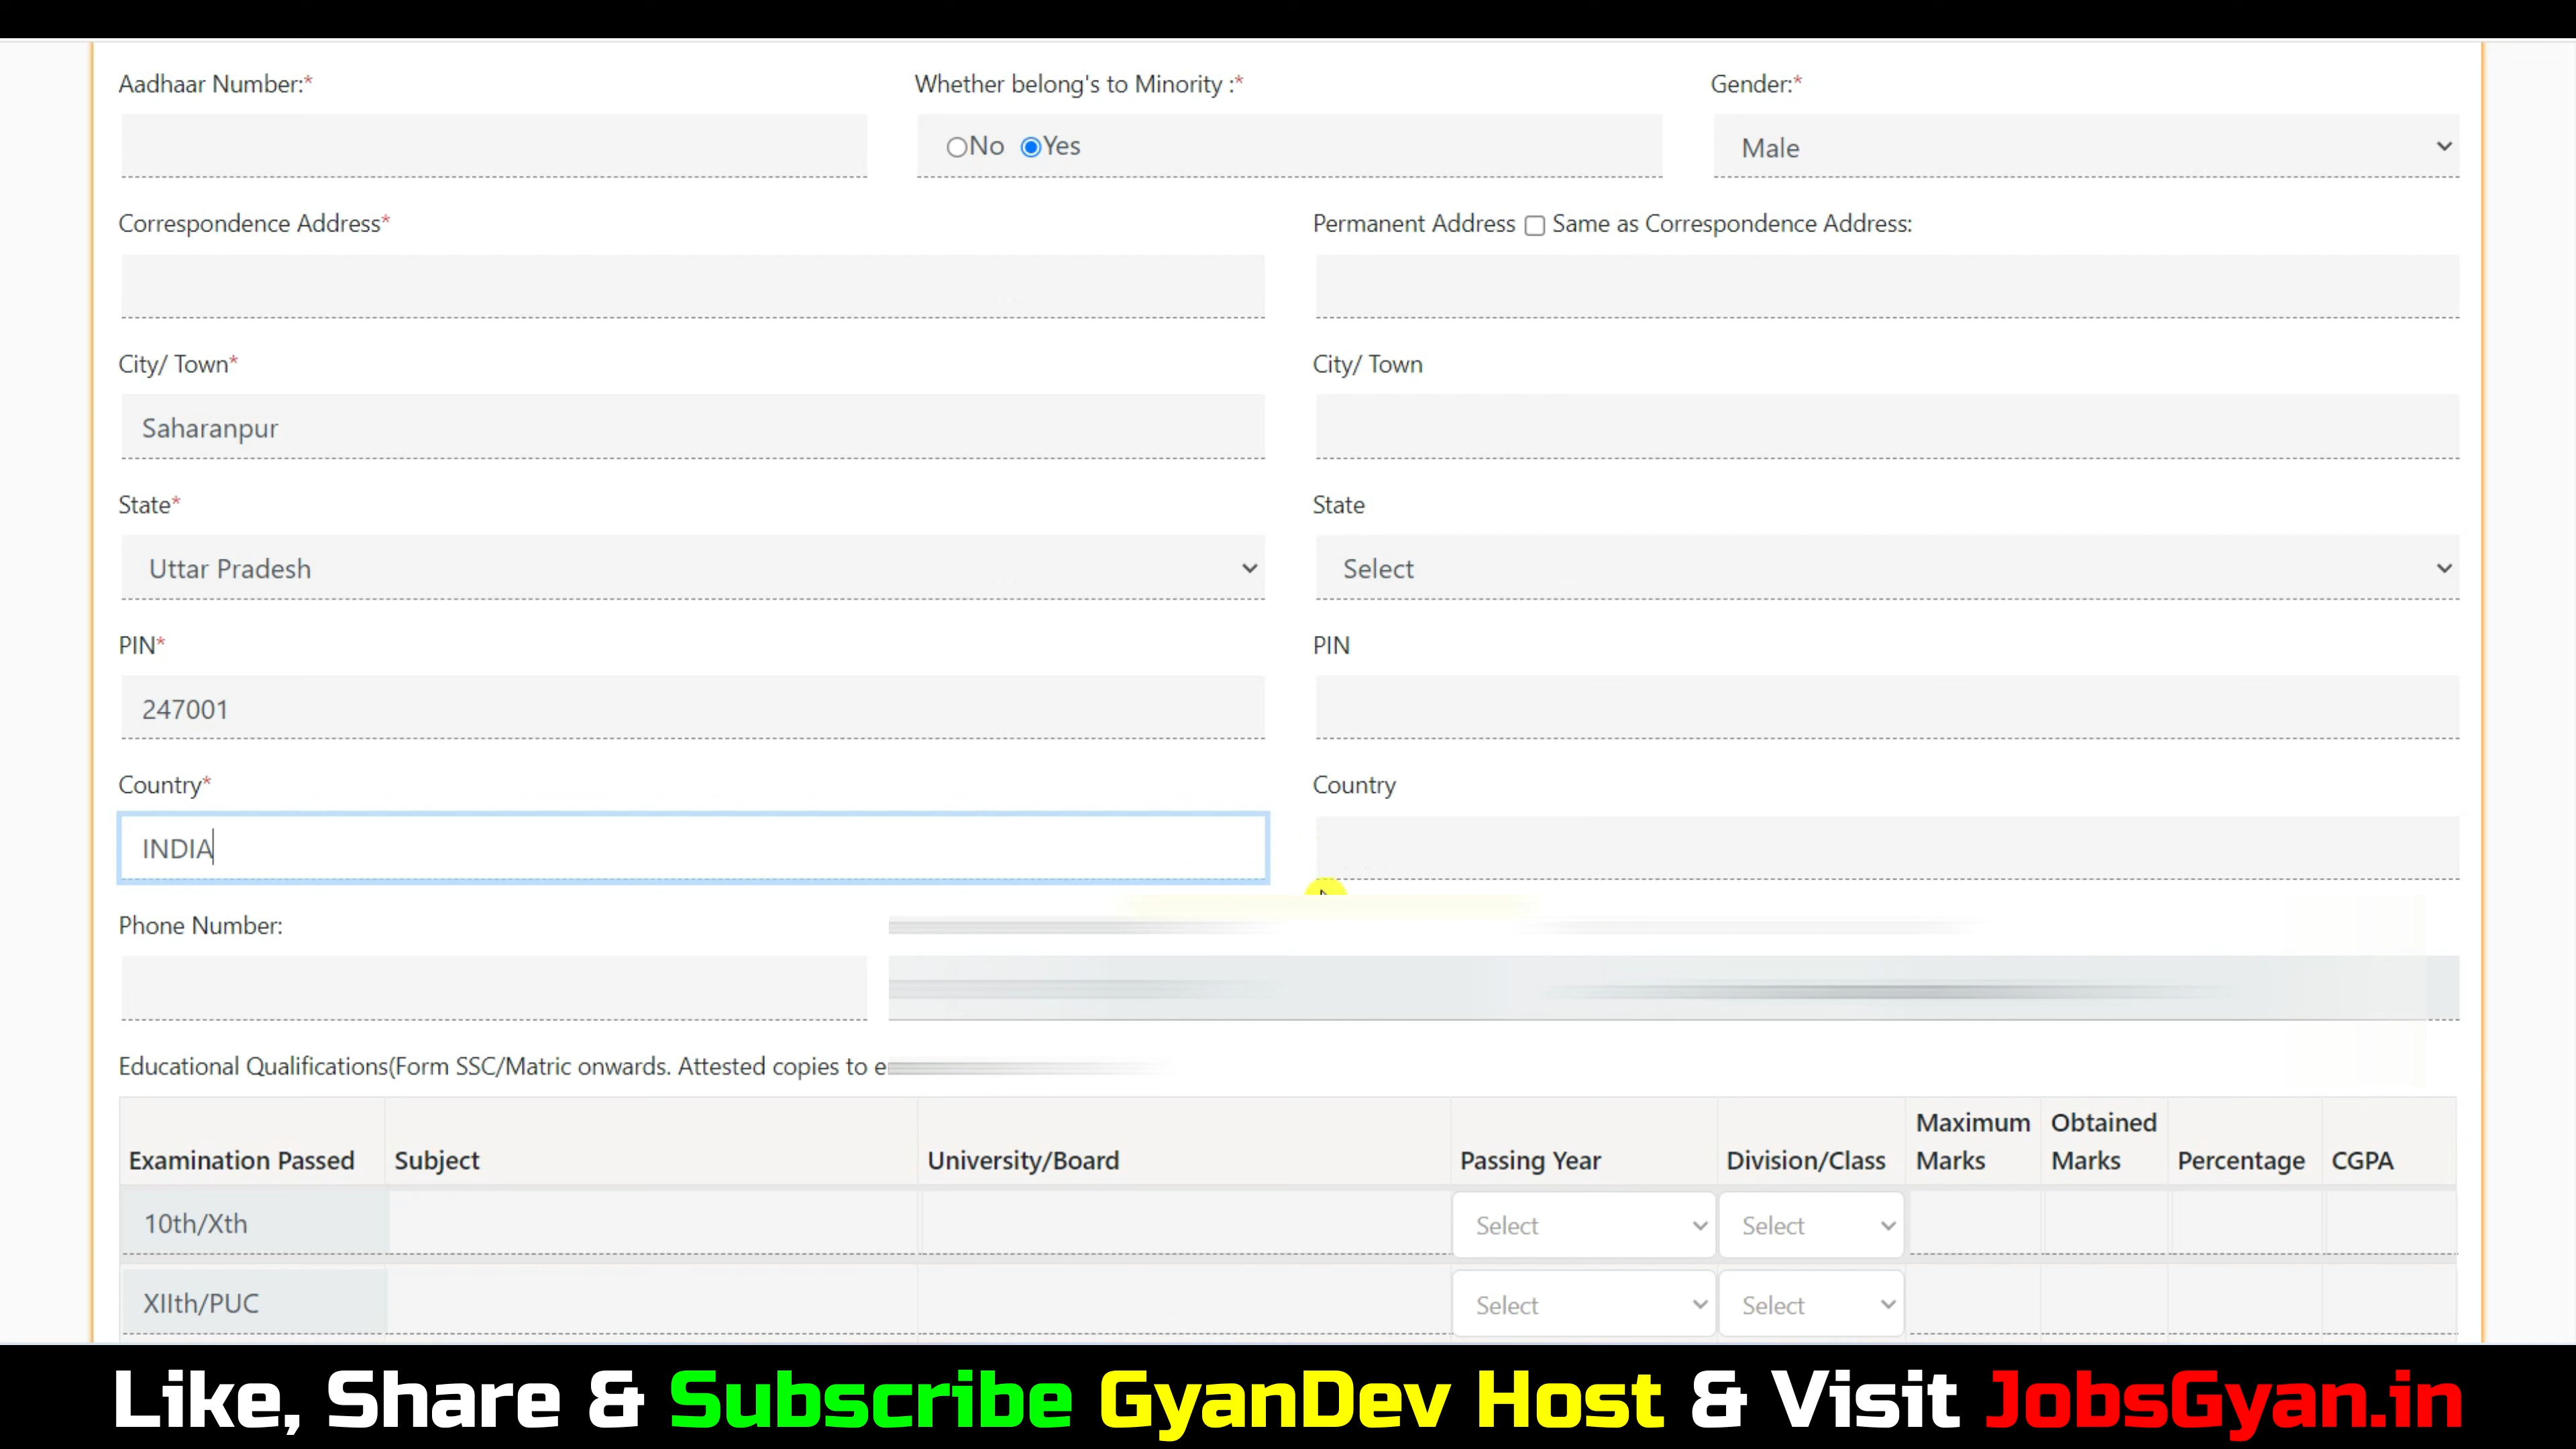 Aadhaar Number:* Whether belong's to Minority :* Gender:*
No Yes Male
Correspondence Address* Permanent Address Same as Correspondence Address:
City/ Town* City/ Town
Saharanpur
State* State
Uttar Pradesh Select
PIN* PIN
247001
Country* Country
INDIA
Phone Number:
Educational Qualifications(Form SSC/Matric onwards. Attested copies to
Examination Passed Subject University/Board Passing Year Division/Class Maximum Marks Obtained Marks Percentage CGPA
10th/Xth Select Select
XIIth/PUC Select Select
Like, Share & Subscribe GyanDev Host & Visit JobsGyan.in